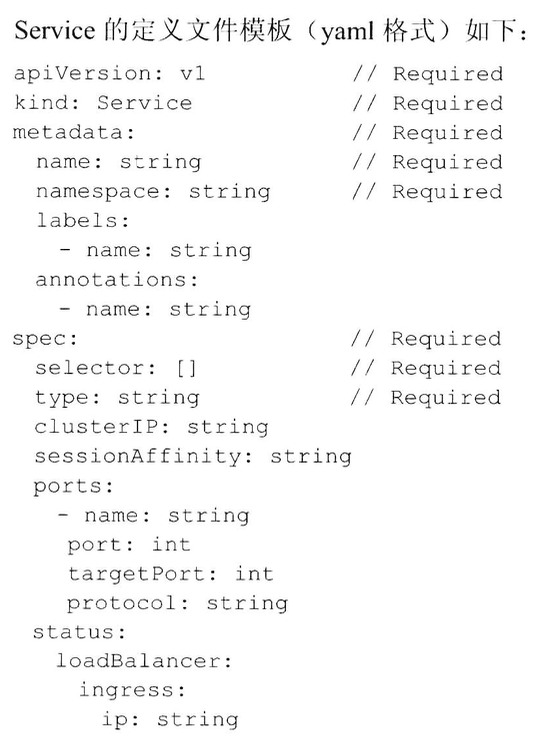 Service 的定义文件模板（yaml 格式）如下：
apiVersion: v1 // Required
kind: Service // Required
metadata: // Required
name: string // Required
namespace: string // Required
labels:
- name: string
annotations:
- name: string
spec: // Required
selector: [] // Required
type: string // Required
clusterIP: string
sessionAffinity: string
ports:
- name: string
port: int
targetPort: int
protocol: string
status:
loadBalancer:
ingress:
ip: string